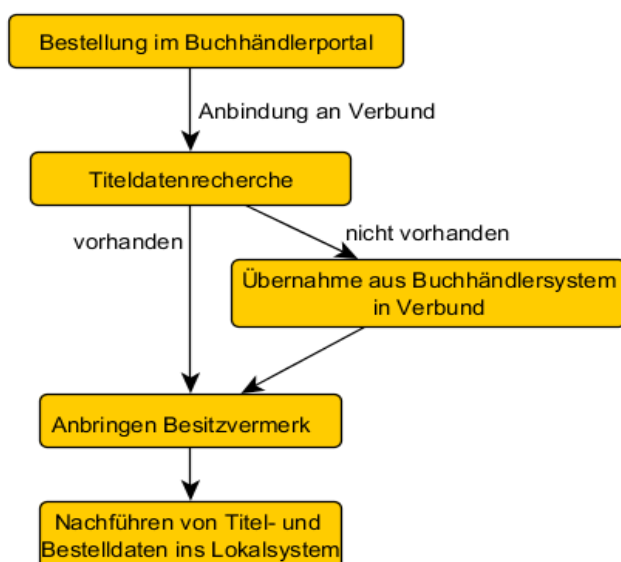 Bestellung im Buchhändlerportal
Anbindung an Verbund
Titeldatenrecherche
vorhanden
nicht vorhanden
Übernahme aus Buchhändlersystem
in Verbund
Anbringen Besitzvermerk
Nachführen von Titel- und
Bestelldaten ins Lokalsystem